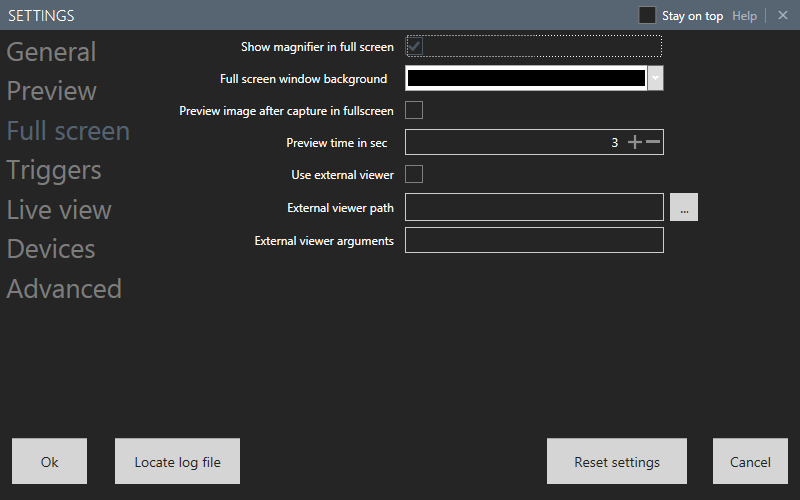 SETTINGS
Stay on top
Help
General
Preview
Full screen
Triggers
Live view
Devices
Advanced
Show magnifier in full screen
Full screen window background
Preview image after capture in fullscreen
Preview time in sec
3
Use external viewer
External viewer path
...
External viewer arguments
Ok
Locate log file
Reset settings
Cancel